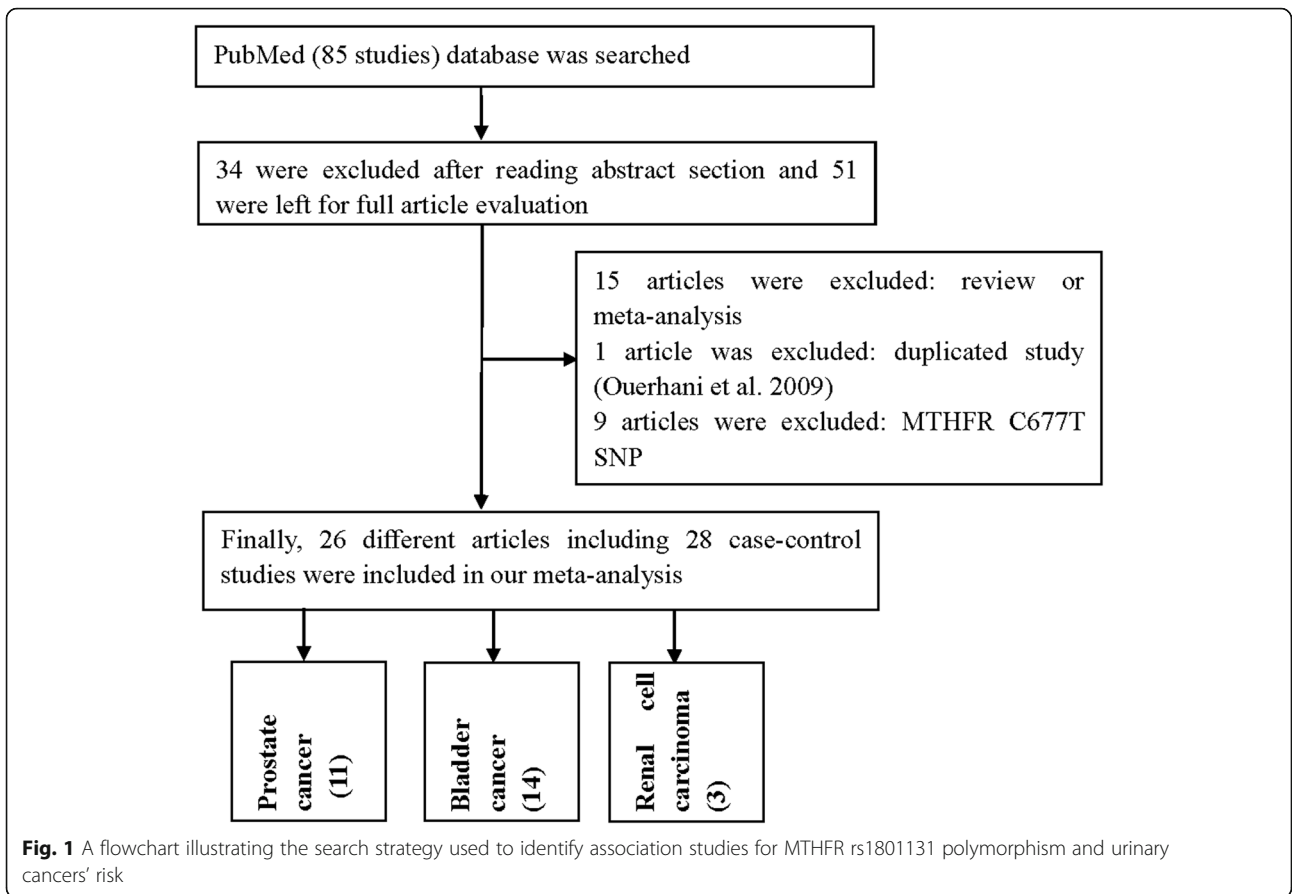 PubMed (85 studies) database was searched
34 were excluded after reading abstract section and 51
were left for full article evaluation
15 articles were excluded: review or
meta-analysis
1 article was excluded: duplicated study
(Ouerhani et al. 2009)
9 articles were excluded: MTHFR C677T
SNP
Finally, 26 different articles including 28 case-control
studies were included in our meta-analysis
Prostate
cancer
(11)
Bladder
cancer
(14)
Renal cell
carcinoma
(3)
Fig. 1 A flowchart illustrating the search strategy used to identify association studies for MTHFR rs1801131 polymorphism and urinary
cancers' risk